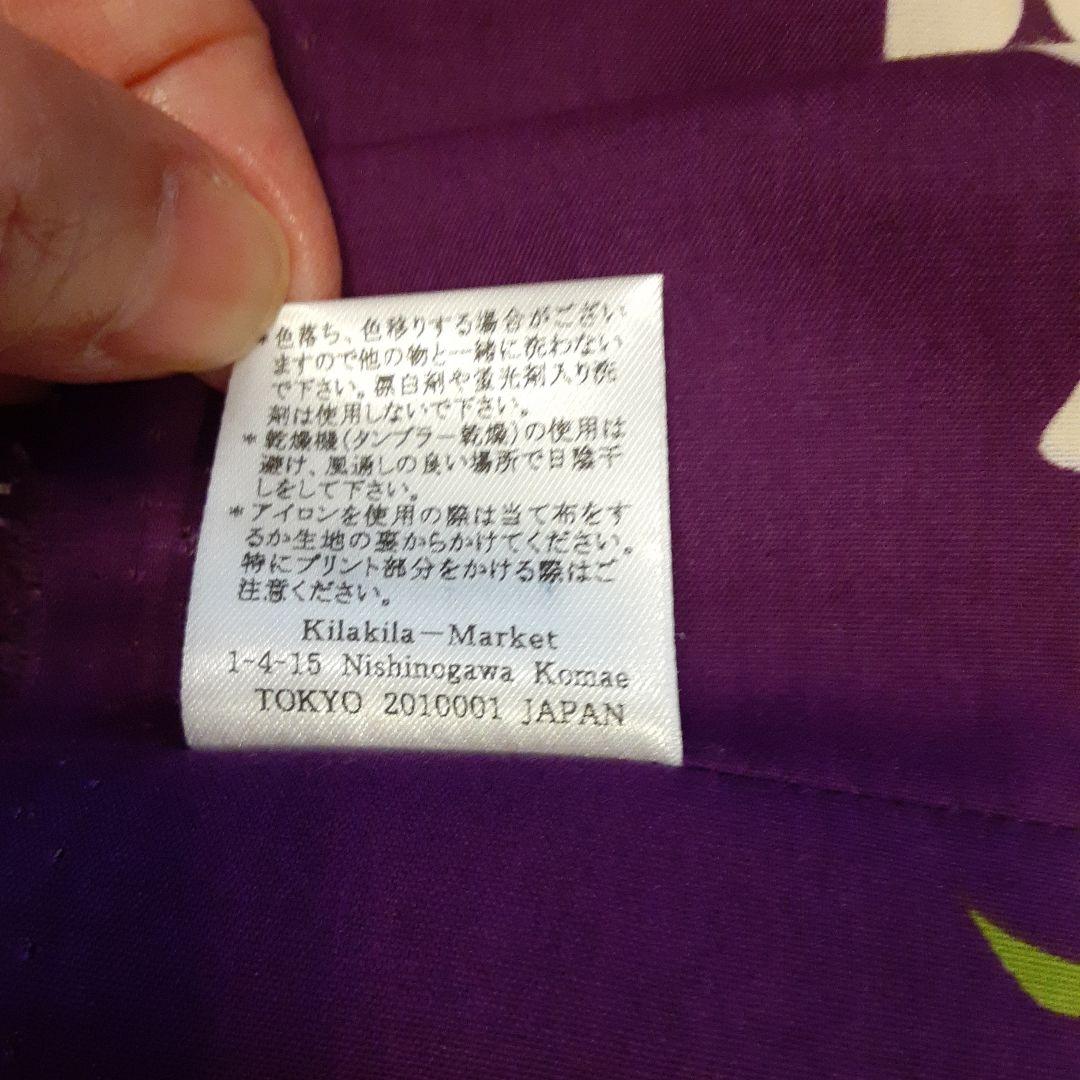 *色落ち、色移りする場合がござい
ますので他の物と一緒に洗わない
で下さい。漂白剤や蛍光剤入り洗
剤は使用しないで下さい。
*乾燥機(タンブラー乾燥)の使用は
避け、風通しの良い場所で日陰干
しをして下さい。
*アイロンを使用の際は当て布をす
るか生地の裏からかけてください。
特にプリント部分をかける際はご
注意ください。
Kilakila-Market
1-4-15 Nishinogawa Komae
TOKYO 2010001 JAPAN